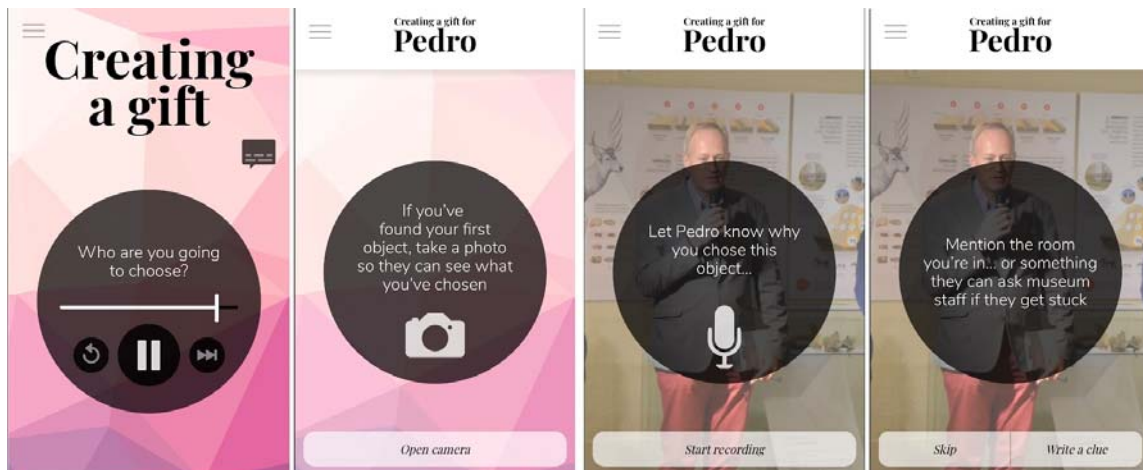 Creating
a gift
Who are you going
to choose?
Creating a gift for
Pedro
If you've
found your first
object, take a photo
so they can see what
you've chosen
Open camera
Creating a gift for
Pedro
Let Pedro know why
you chose this
object...
Start recording
Creating a gift for
Pedro
Mention the room
you're in... or something
they can ask museum
staff if they get stuck
Skip
Write a clue